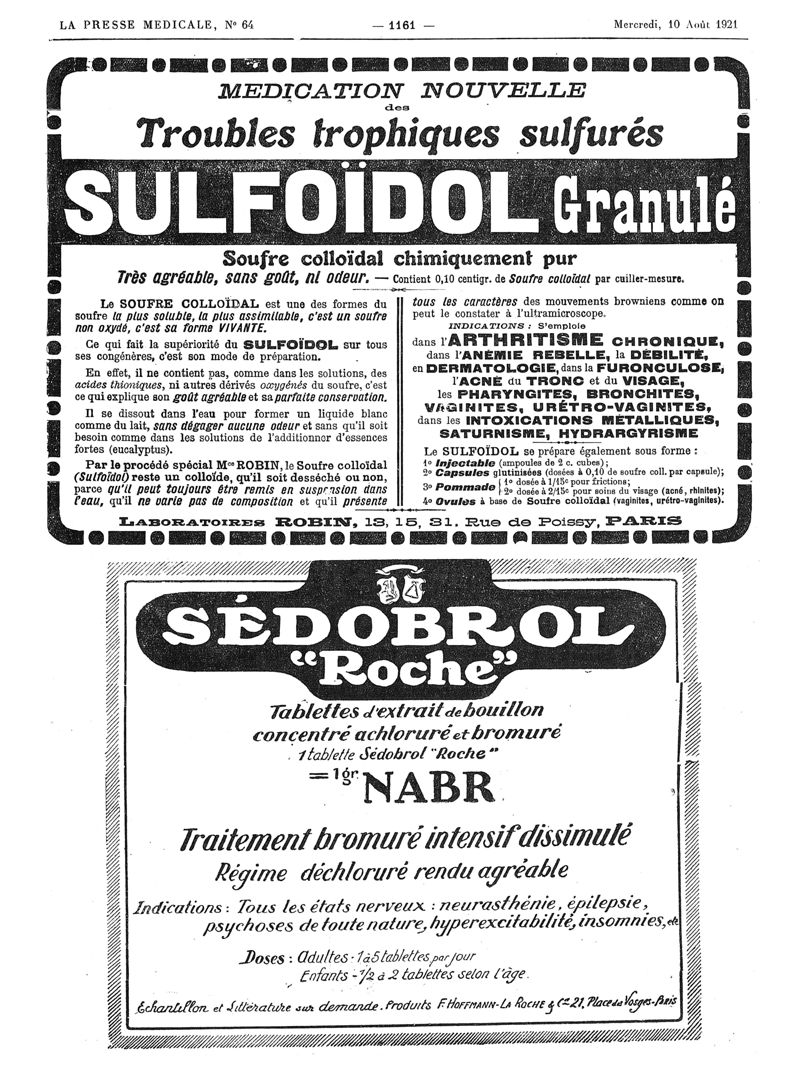 LA PRESSE MEDICALE, N° 64
— 1161 —
Mercredi, 10 Août 1921
MEDICATION NOUVELLE
des
Troubles trophiques sulfurés
SULFOÏDOL Granulé
Soufre colloïdal chimiquement pur
Très agréable, sans goût, ni odeur. — Contient 0,10 centigr. de Soufre colloïdal par cuiller-mesure.
Le SOUFRE COLLOÏDAL est une des formes du
soufre la plus soluble, la plus assimilable, c'est un soufre
non oxydé, c'est sa forme VIVANTE.
Ce qui fait la supériorité du SULFOÏDOL sur tous
ses congénères, c'est son mode de préparation.
En effet, il ne contient pas, comme dans les solutions, des
acides thioniques, ni autres dérivés oxygénés du soufre, c'est
ce qui explique son goût agréable et sa parfaite conservation.
Il se dissout dans l'eau pour former un liquide blanc
comme du lait, sans dégager aucune odeur et sans qu'il soit
besoin comme dans les solutions de l'additionner d'essences
fortes (eucalyptus).
Par le procédé spécial Mce ROBIN, le Soufre colloïdal
(Sulfoïdol) reste un colloïde, qu'il soit desséché ou non,
parce qu'il peut toujours être remis en suspension dans
l'eau, qu'il ne varie pas de composition et qu'il présente
tous les caractères des mouvements browniens comme on
peut le constater à l'ultramicroscope.
INDICATIONS : S'emploie
dans l'ARTHRITISME CHRONIQUE,
dans l'ANÉMIE REBELLE, la DÉBILITÉ,
en DERMATOLOGIE, dans la FURONCULOSE,
l'ACNÉ du TRONC et du VISAGE,
les PHARYNGITES, BRONCHITES,
VAGINITES, URÉTRO-VAGINITES,
dans les INTOXICATIONS MÉTALLIQUES,
SATURNISME, HYDRARGYRISME
Le SULFOÏDOL se prépare également sous forme :
1° Injectable (ampoules de 2 c. cubes);
2° Capsules glutinisées (dosées à 0,10 de soufre coll. par capsule);
3° Pommade { 1° dosée à 1/15e pour frictions;
2° dosée à 2/15e pour soins du visage (acné, rhinites);
4° Ovules à base de Soufre colloïdal (vaginites, urétro-vaginites).
LABORATOIRES ROBIN, 13, 15, 31. Rue de Poissy, PARIS
SÉDOBROL
"Roche"
Tablettes d'extrait de bouillon
concentré achloruré et bromuré
1 tablette Sédobrol "Roche"
= 1 gr. NABR
Traitement bromuré intensif dissimulé
Régime déchloruré rendu agréable
Indications : Tous les états nerveux : neurasthénie, épilepsie,
psychoses de toute nature, hyperexcitabilité, insomnies, etc
Doses : Adultes - 1 à 5 tablettes par jour
Enfants - 1/2 à 2 tablettes selon l'âge.
Echantillon et Littérature sur demande. Produits F. HOFFMANN-LA ROCHE & Cie 21, Place des Vosges-Paris